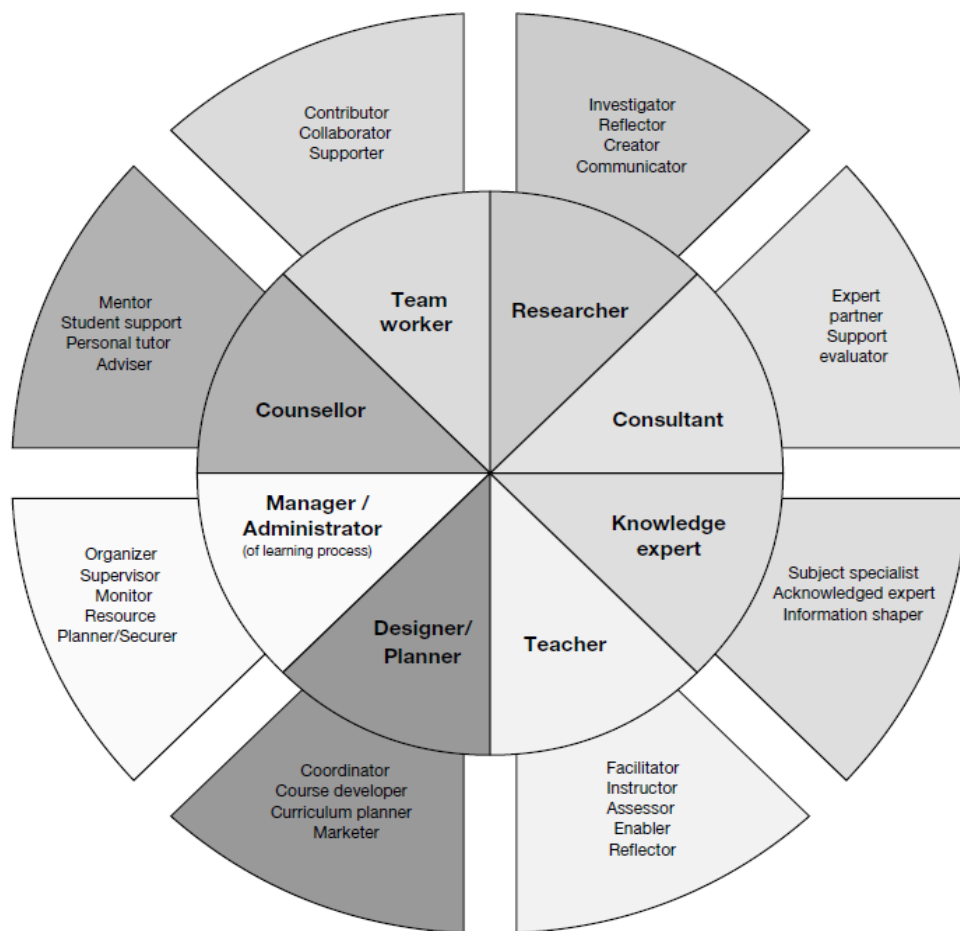 Contributor
Collaborator
Supporter
Investigator
Reflector
Creator
Communicator
Mentor
Student support
Personal tutor
Adviser
Team
worker
Researcher
Expert
partner
Support
evaluator
Counsellor
Consultant
Manager /
Administrator
(of learning process)
Knowledge
expert
Organizer
Supervisor
Monitor
Resource
Planner/Securer
Designer/
Planner
Teacher
Subject specialist
Acknowledged expert
Information shaper
Coordinator
Course developer
Curriculum planner
Marketer
Facilitator
Instructor
Assessor
Enabler
Reflector